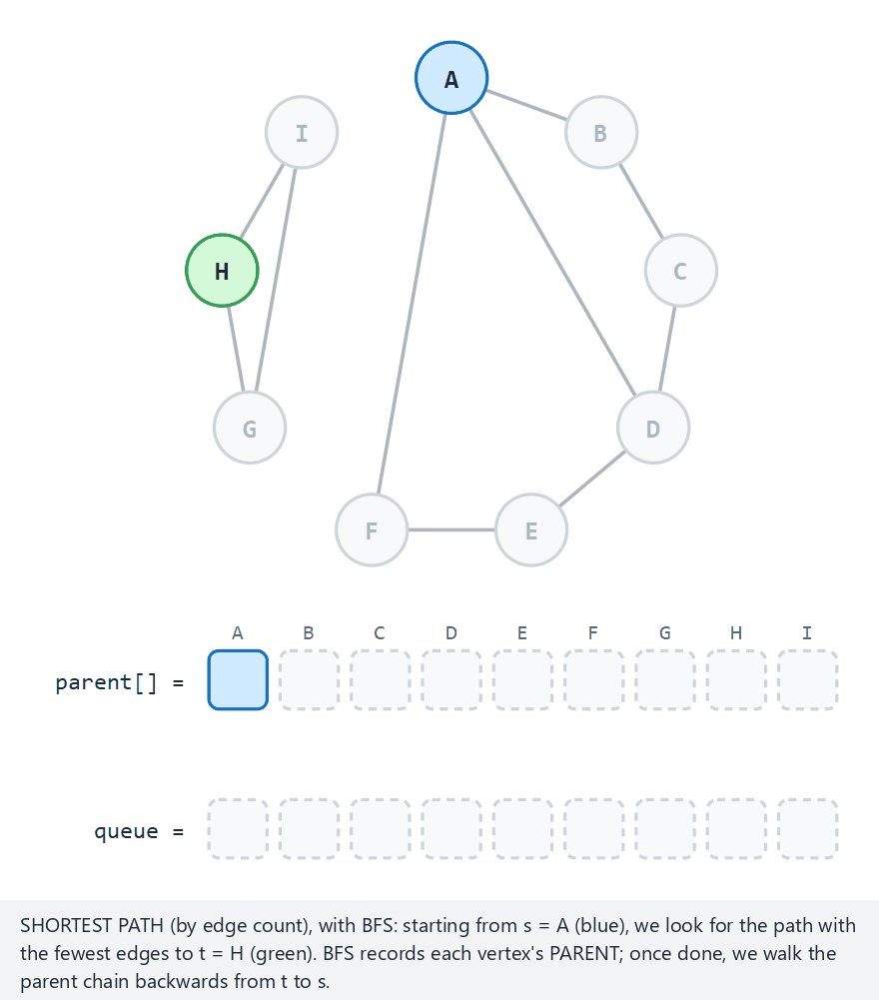 A
I
B
H
C
G
D
F
E
A B C D E F G H I
parent[] =
queue =
SHORTEST PATH (by edge count), with BFS: starting from s = A (blue), we look for the path with
the fewest edges to t = H (green). BFS records each vertex's PARENT; once done, we walk the
parent chain backwards from t to s.